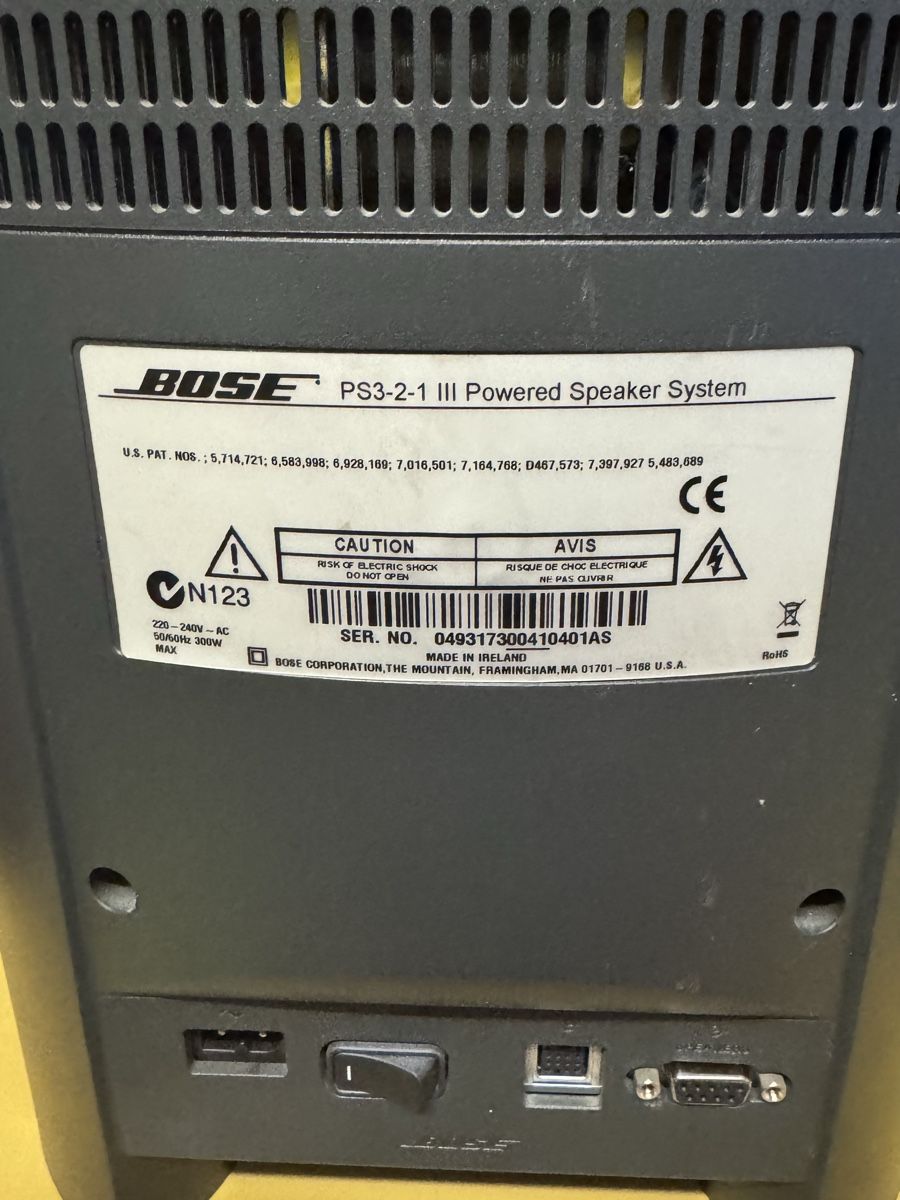 BOSE PS3-2-1 III Powered Speaker System
U.S. PAT. NOS. ; 5,714,721; 6,583,998; 6,928,169; 7,016,501; 7,164,768; D467,573; 7,397,927 5,483,689
CE
CAUTION AVIS
RISK OF ELECTRIC SHOCK RISQUE DE CHOC ELECTRIQUE
DO NOT OPEN NE PAS OUVRIR
N123
220-240V ~ AC
50/60Hz 300W
MAX
SER. NO. 049317300410401AS
MADE IN IRELAND
BOSE CORPORATION,THE MOUNTAIN, FRAMINGHAM,MA 01701-9168 U.S.A.
RoHS
SPEAKERS
BOSE